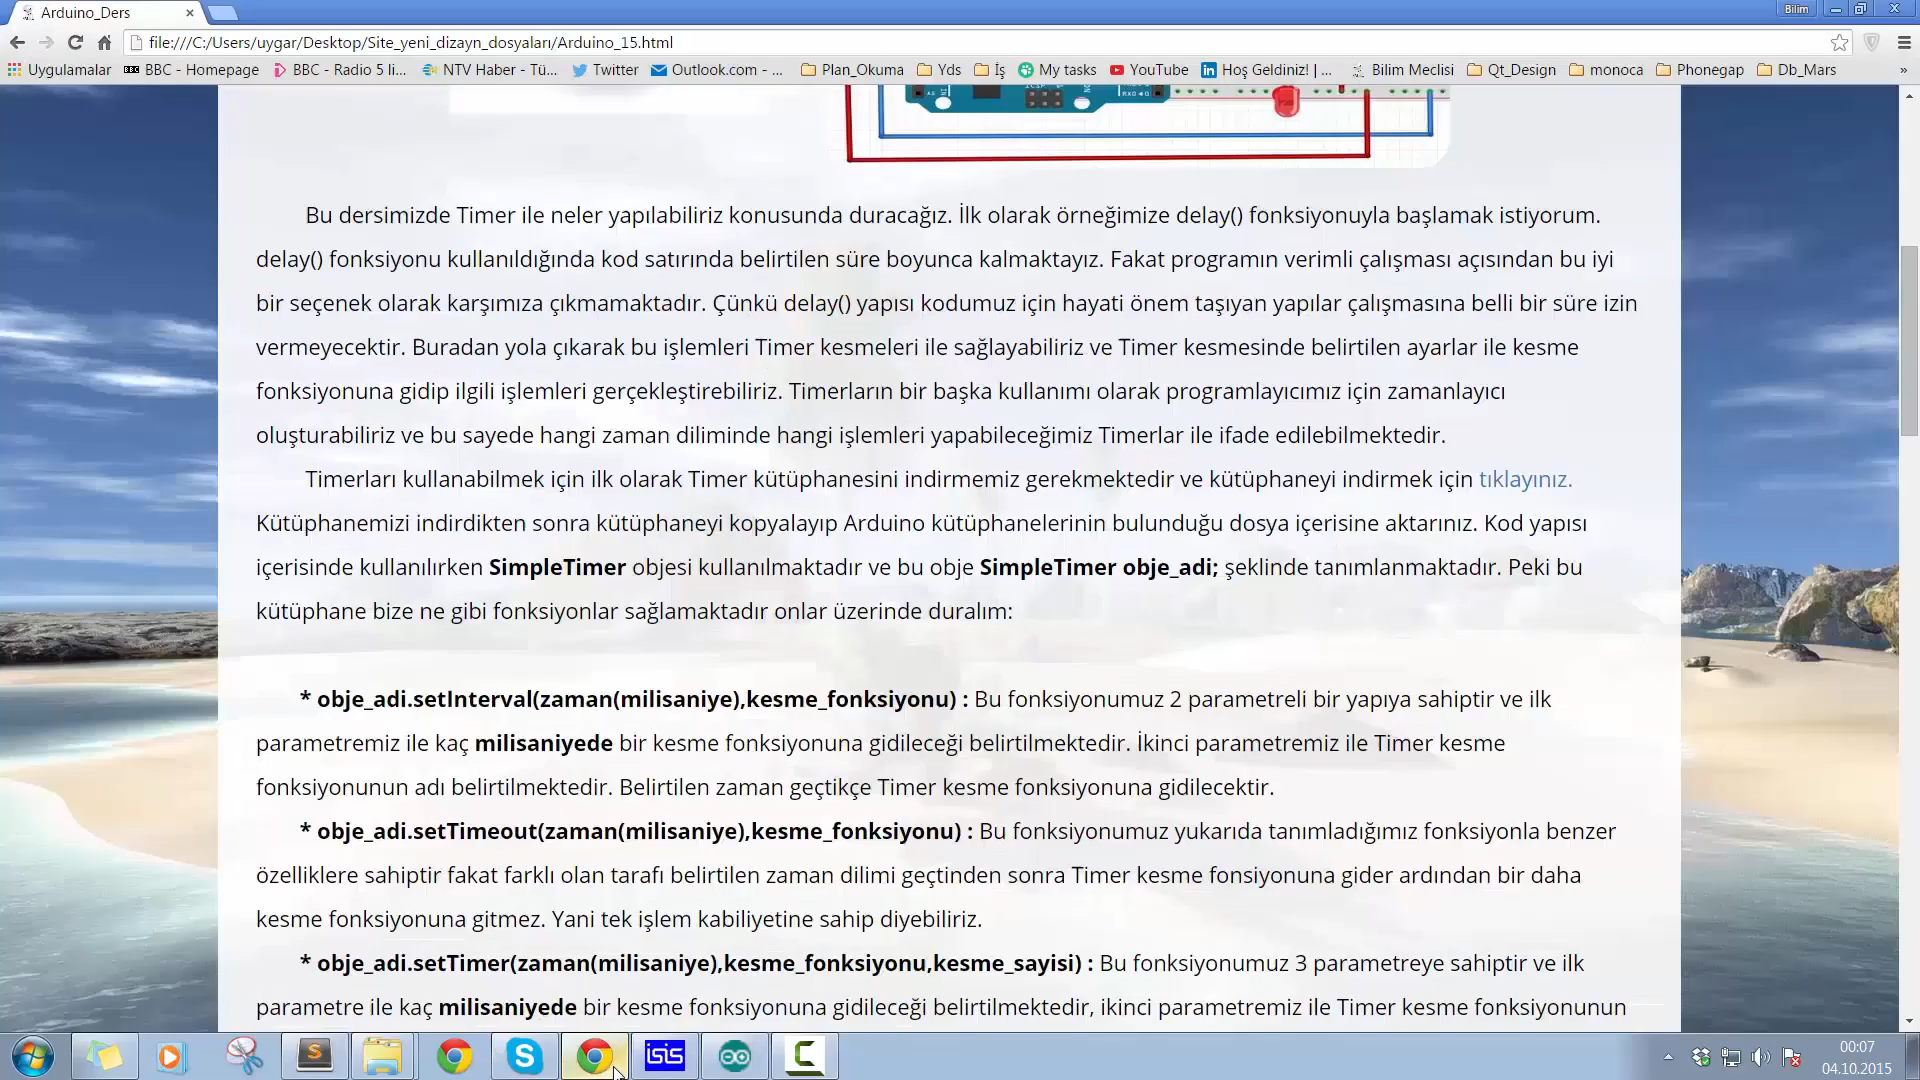 Arduino_Ders
Bilim
file:///C:/Users/uygar/Desktop/Site_yeni_dizayn_dosyaları/Arduino_15.html
Uygulamalar BBC - Homepage BBC - Radio 5 li... NTV Haber - Tü... Twitter Outlook.com - ... Plan_Okuma Yds İş My tasks YouTube Hoş Geldiniz! | ... Bilim Meclisi Qt_Design monoca Phonegap Db_Mars »
Bu dersimizde Timer ile neler yapılabiliriz konusunda duracağız. İlk olarak örneğimize delay() fonksiyonuyla başlamak istiyorum.
delay() fonksiyonu kullanıldığında kod satırında belirtilen süre boyunca kalmaktayız. Fakat programın verimli çalışması açısından bu iyi
bir seçenek olarak karşımıza çıkmamaktadır. Çünkü delay() yapısı kodumuz için hayati önem taşıyan yapılar çalışmasına belli bir süre izin
vermeyecektir. Buradan yola çıkarak bu işlemleri Timer kesmeleri ile sağlayabiliriz ve Timer kesmesinde belirtilen ayarlar ile kesme
fonksiyonuna gidip ilgili işlemleri gerçekleştirebiliriz. Timerların bir başka kullanımı olarak programlayıcımız için zamanlayıcı
oluşturabiliriz ve bu sayede hangi zaman diliminde hangi işlemleri yapabileceğimiz Timerlar ile ifade edilebilmektedir.
Timerları kullanabilmek için ilk olarak Timer kütüphanesini indirmemiz gerekmektedir ve kütüphaneyi indirmek için tıklayınız.
Kütüphanemizi indirdikten sonra kütüphaneyi kopyalayıp Arduino kütüphanelerinin bulunduğu dosya içerisine aktarınız. Kod yapısı
içerisinde kullanılırken SimpleTimer objesi kullanılmaktadır ve bu obje SimpleTimer obje_adi; şeklinde tanımlanmaktadır. Peki bu
kütüphane bize ne gibi fonksiyonlar sağlamaktadır onlar üzerinde duralım:
* obje_adi.setInterval(zaman(milisaniye),kesme_fonksiyonu) : Bu fonksiyonumuz 2 parametreli bir yapıya sahiptir ve ilk
parametremiz ile kaç milisaniyede bir kesme fonksiyonuna gidileceği belirtilmektedir. İkinci parametremiz ile Timer kesme
fonksiyonunun adı belirtilmektedir. Belirtilen zaman geçtikçe Timer kesme fonksiyonuna gidilecektir.
* obje_adi.setTimeout(zaman(milisaniye),kesme_fonksiyonu) : Bu fonksiyonumuz yukarıda tanımladığımız fonksiyonla benzer
özelliklere sahiptir fakat farklı olan tarafı belirtilen zaman dilimi geçtinden sonra Timer kesme fonsiyonuna gider ardından bir daha
kesme fonksiyonuna gitmez. Yani tek işlem kabiliyetine sahip diyebiliriz.
* obje_adi.setTimer(zaman(milisaniye),kesme_fonksiyonu,kesme_sayisi) : Bu fonksiyonumuz 3 parametreye sahiptir ve ilk
parametre ile kaç milisaniyede bir kesme fonksiyonuna gidileceği belirtilmektedir, ikinci parametremiz ile Timer kesme fonksiyonunun
isis
00:07
04.10.2015